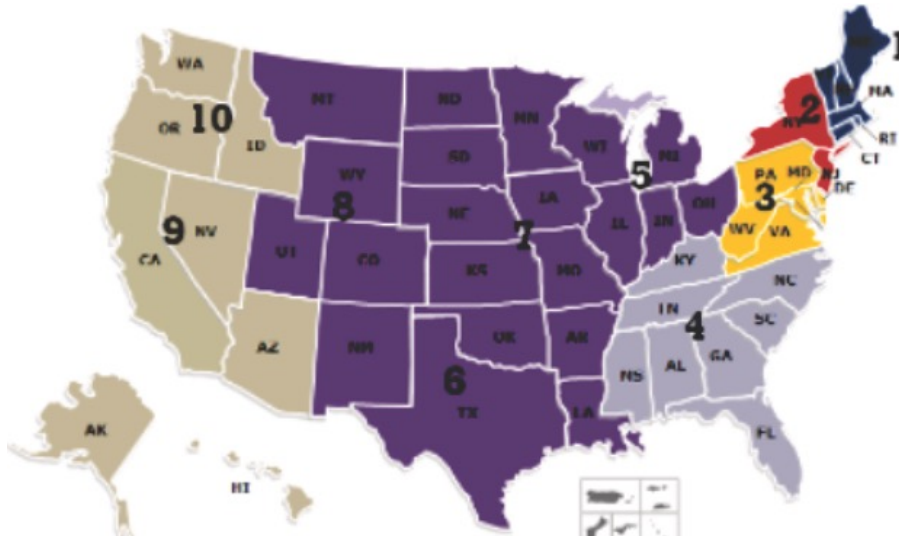 WA
MT
ND
MN
1
MA
OR
10
ID
SD
WI
MI
NY
2
RI
CT
WY
8
NE
IA
5
PA
MD
NJ
DE
3
9
NV
CA
UT
CO
KS
7
MO
IL
IN
OH
WV
VA
KY
NC
TN
4
SC
AZ
NM
OK
AR
6
TX
LA
MS
AL
GA
FL
AK
HI